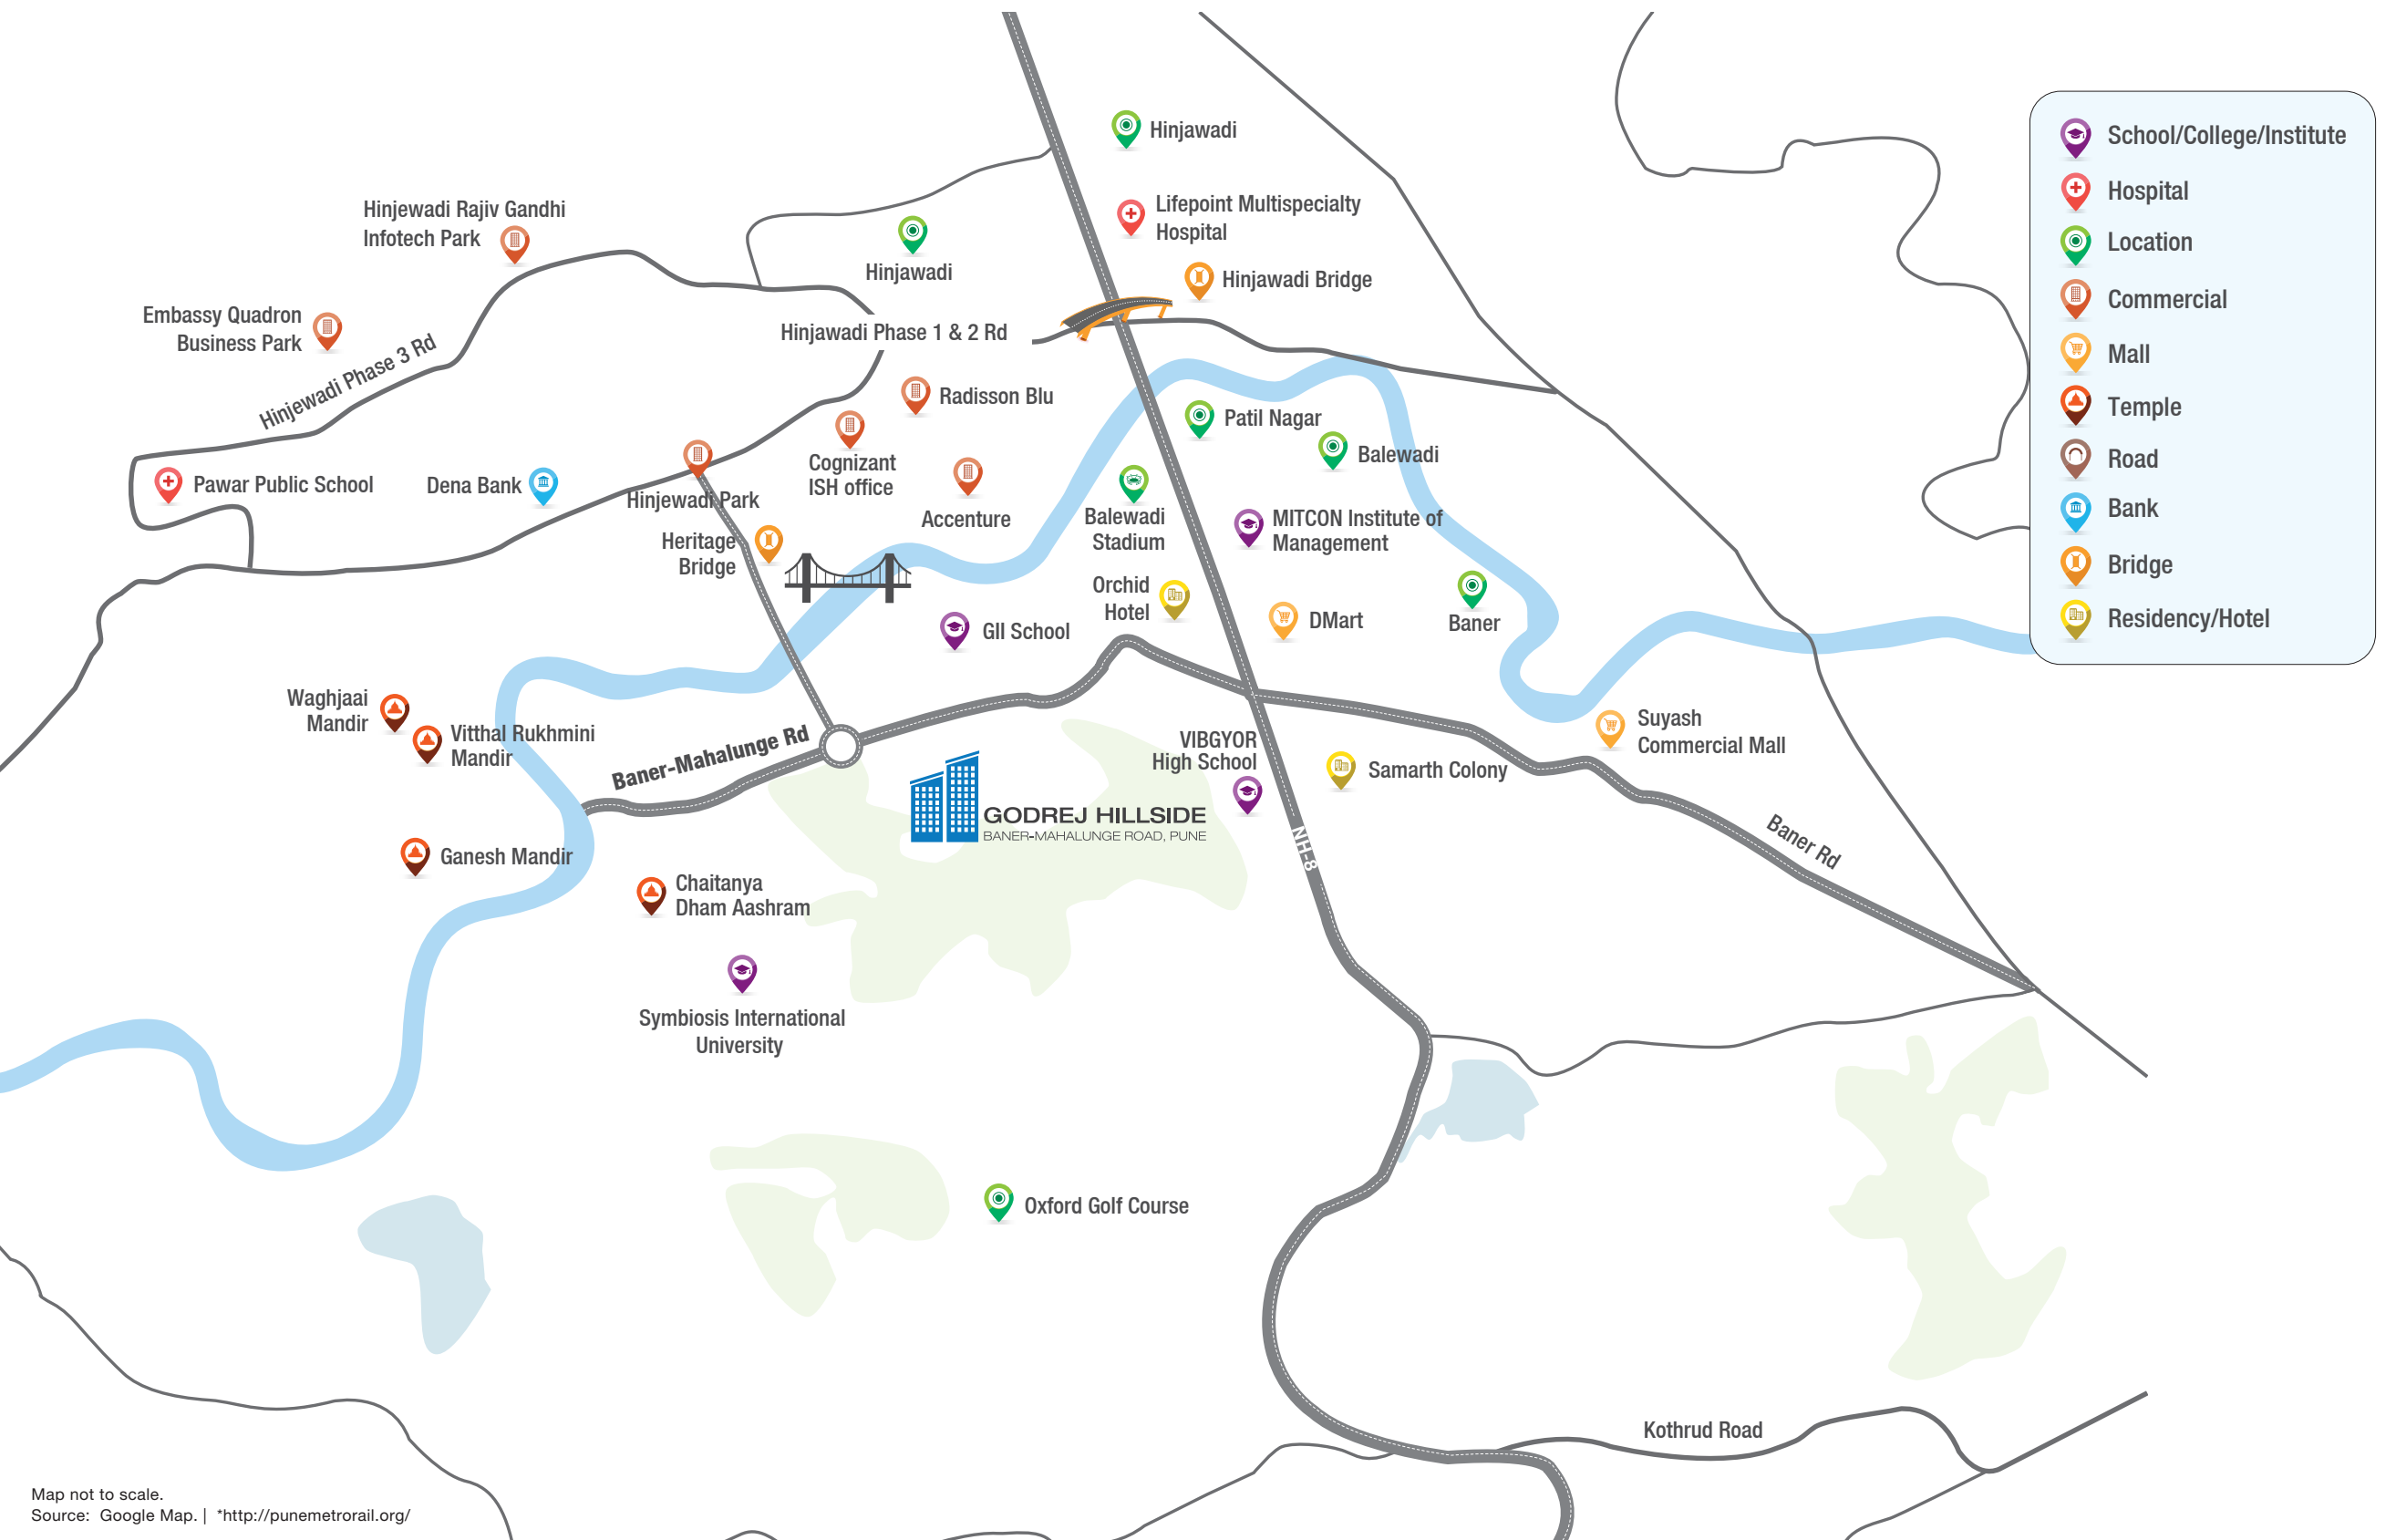 Hinjawadi
School/College/Institute
Hospital
Location
Commercial
Mall
Temple
Road
Bank
Bridge
Residency/Hotel
Lifepoint Multispecialty
Hospital
Hinjewadi Rajiv Gandhi
Infotech Park
Hinjawadi
Hinjawadi Bridge
Embassy Quadron
Business Park
Hinjewadi Phase 3 Rd
Hinjawadi Phase 1 & 2 Rd
Radisson Blu
Patil Nagar
Balewadi
Cognizant
ISH office
Pawar Public School
Dena Bank
Hinjewadi Park
Accenture
Balewadi
Stadium
MITCON Institute of
Management
Heritage
Bridge
Orchid
Hotel
GII School
DMart
Baner
Waghjaai
Mandir
Vitthal Rukhmini
Mandir
Baner-Mahalunge Rd
VIBGYOR
High School
Samarth Colony
Suyash
Commercial Mall
GODREJ HILLSIDE
BANER-MAHALUNGE ROAD, PUNE
NH-8
Baner Rd
Ganesh Mandir
Chaitanya
Dham Aashram
Symbiosis International
University
Oxford Golf Course
Kothrud Road
Map not to scale.
Source: Google Map. | *http://punemetrorail.org/